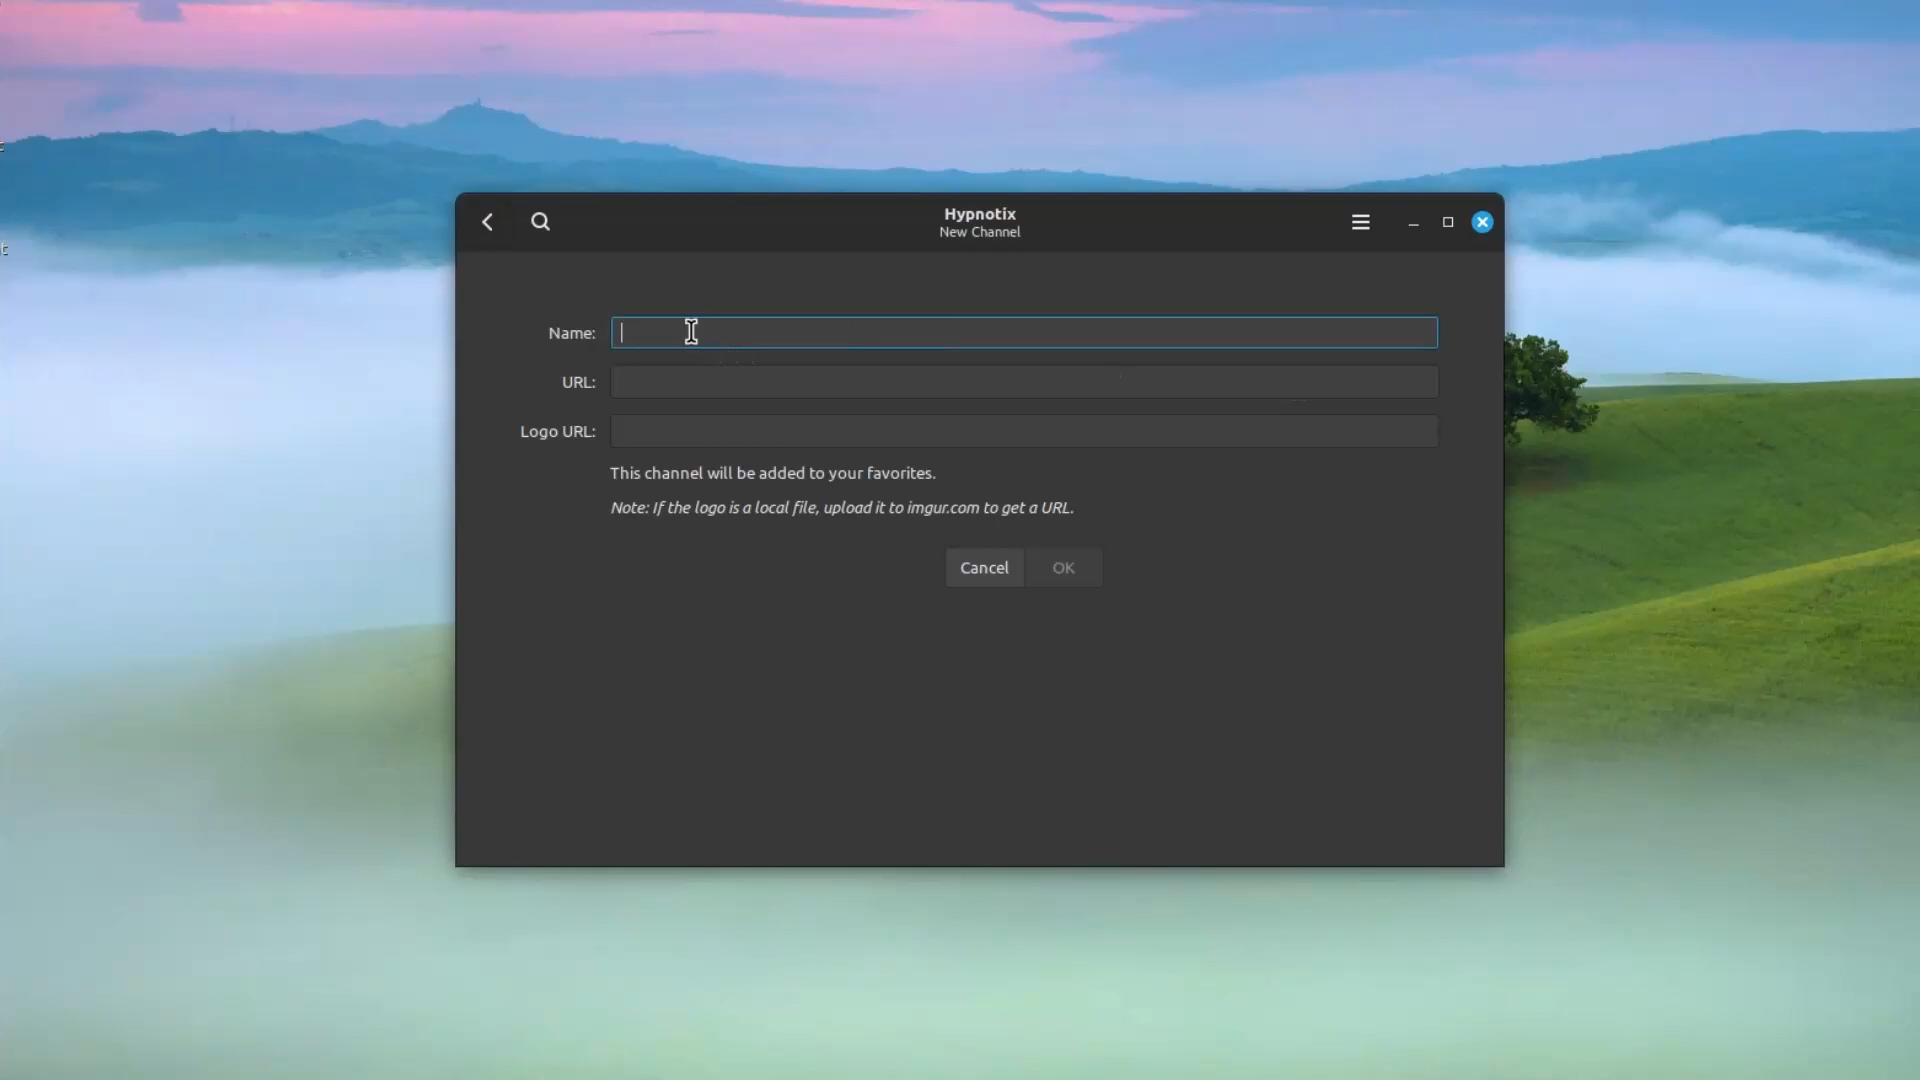 Hypnotix
New Channel
Name:
URL:
Logo URL:
This channel will be added to your favorites.
Note: If the logo is a local file, upload it to imgur.com to get a URL.
Cancel OK